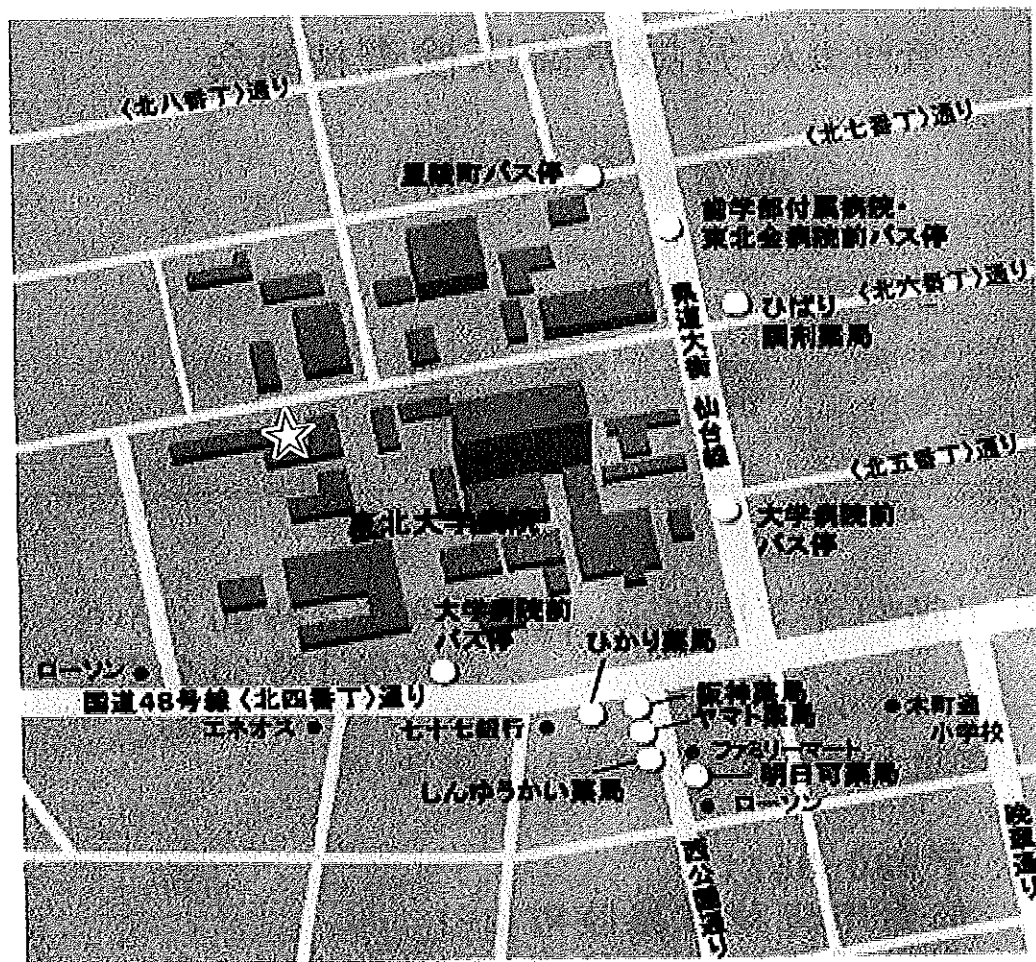 〈北八番丁〉通り
〈北七番丁〉通り
星陵町バス停
歯学部付属病院・
東北会病院前バス停
〈北六番丁〉通り
ひばり
調剤薬局
県道大街 仙台線
〈北五番丁〉通り
大学病院前
バス停
東北大学病院
大学病院前
バス停
ひかり薬局
ローソン
国道48号線〈北四番丁〉通り
阪神薬局
ヤマト薬局
木町通
小学校
エネオス
七十七銀行
ファミリーマート
しんゆうかい薬局
明日可薬局
ローソン
西公園通り
晩翠通り